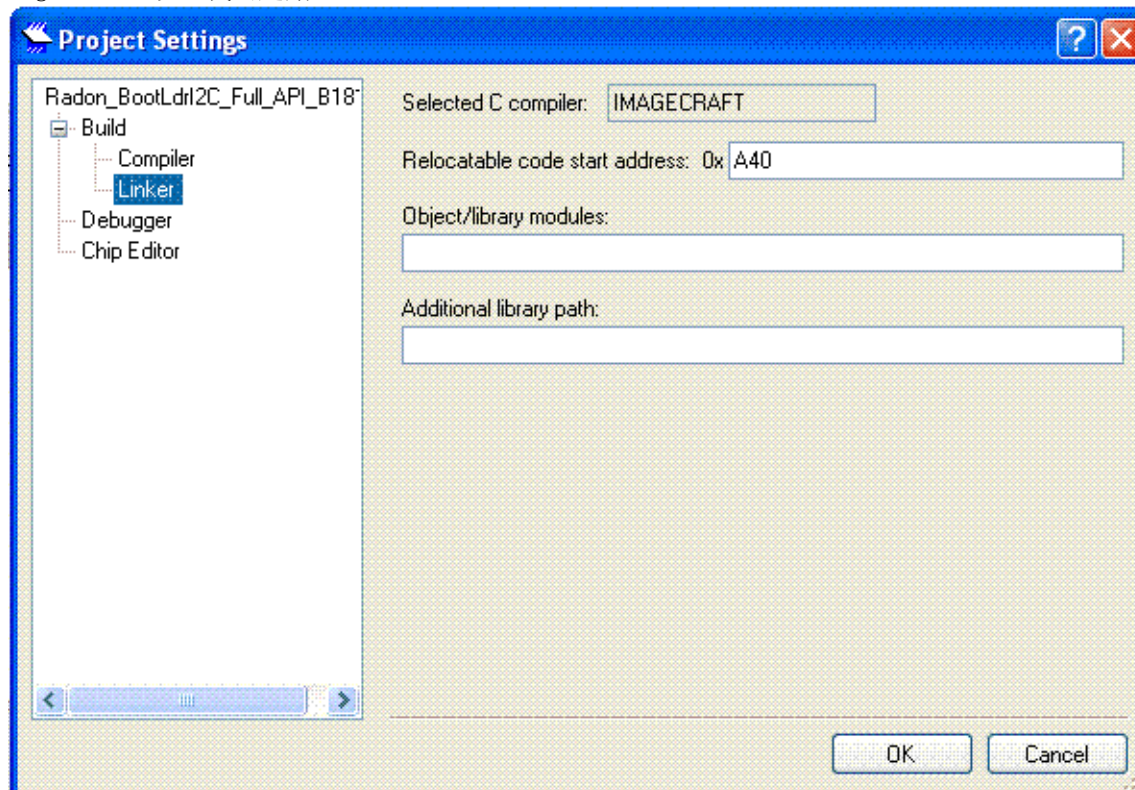 Project Settings
Radon_BootLdrI2C_Full_API_B18
Build
Compiler
Linker
Debugger
Chip Editor
Selected C compiler: IMAGECRAFT
Relocatable code start address: 0x A40
Object/library modules:
Additional library path:
OK
Cancel